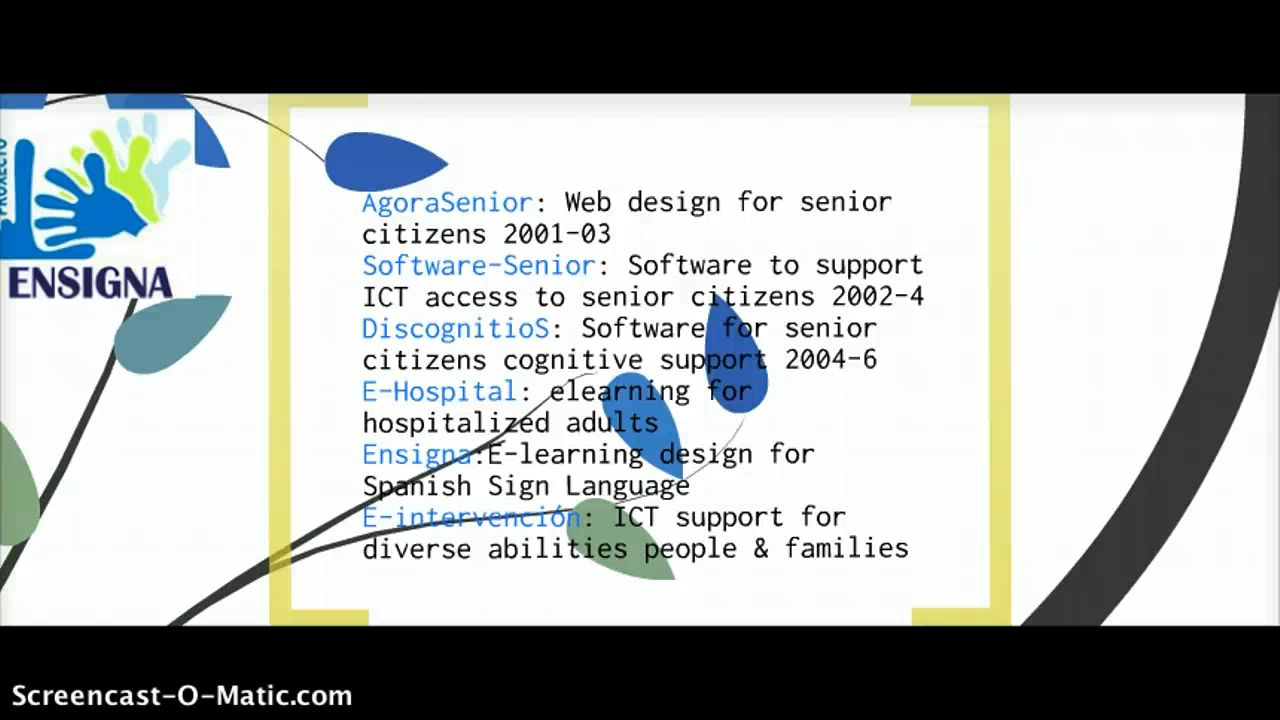 PROXECTO
ENSIGNA
AgoraSenior: Web design for senior
citizens 2001-03
Software-Senior: Software to support
ICT access to senior citizens 2002-4
DiscognitioS: Software for senior
citizens cognitive support 2004-6
E-Hospital: elearning for
hospitalized adults
Ensigna:E-learning design for
Spanish Sign Language
E-intervención: ICT support for
diverse abilities people & families
Screencast-O-Matic.com